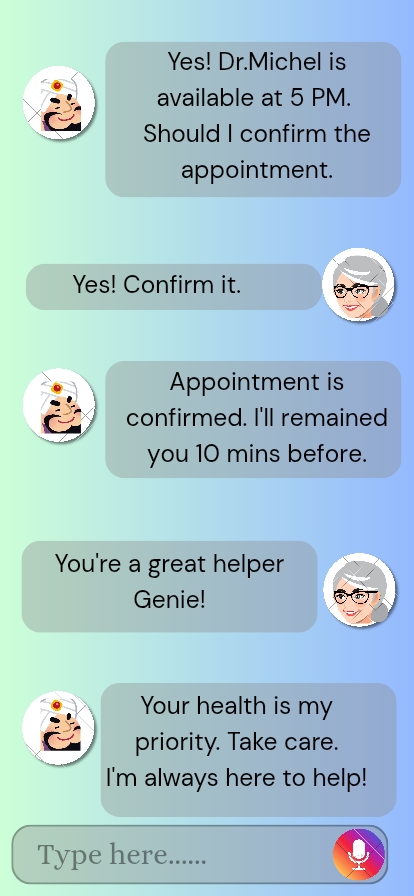 Yes! Dr.Michel is
available at 5 PM.
Should I confirm the
appointment.
Yes! Confirm it.
Appointment is
confirmed. I'll remained
you 10 mins before.
You're a great helper
Genie!
Your health is my
priority. Take care.
I'm always here to help!
Type here......